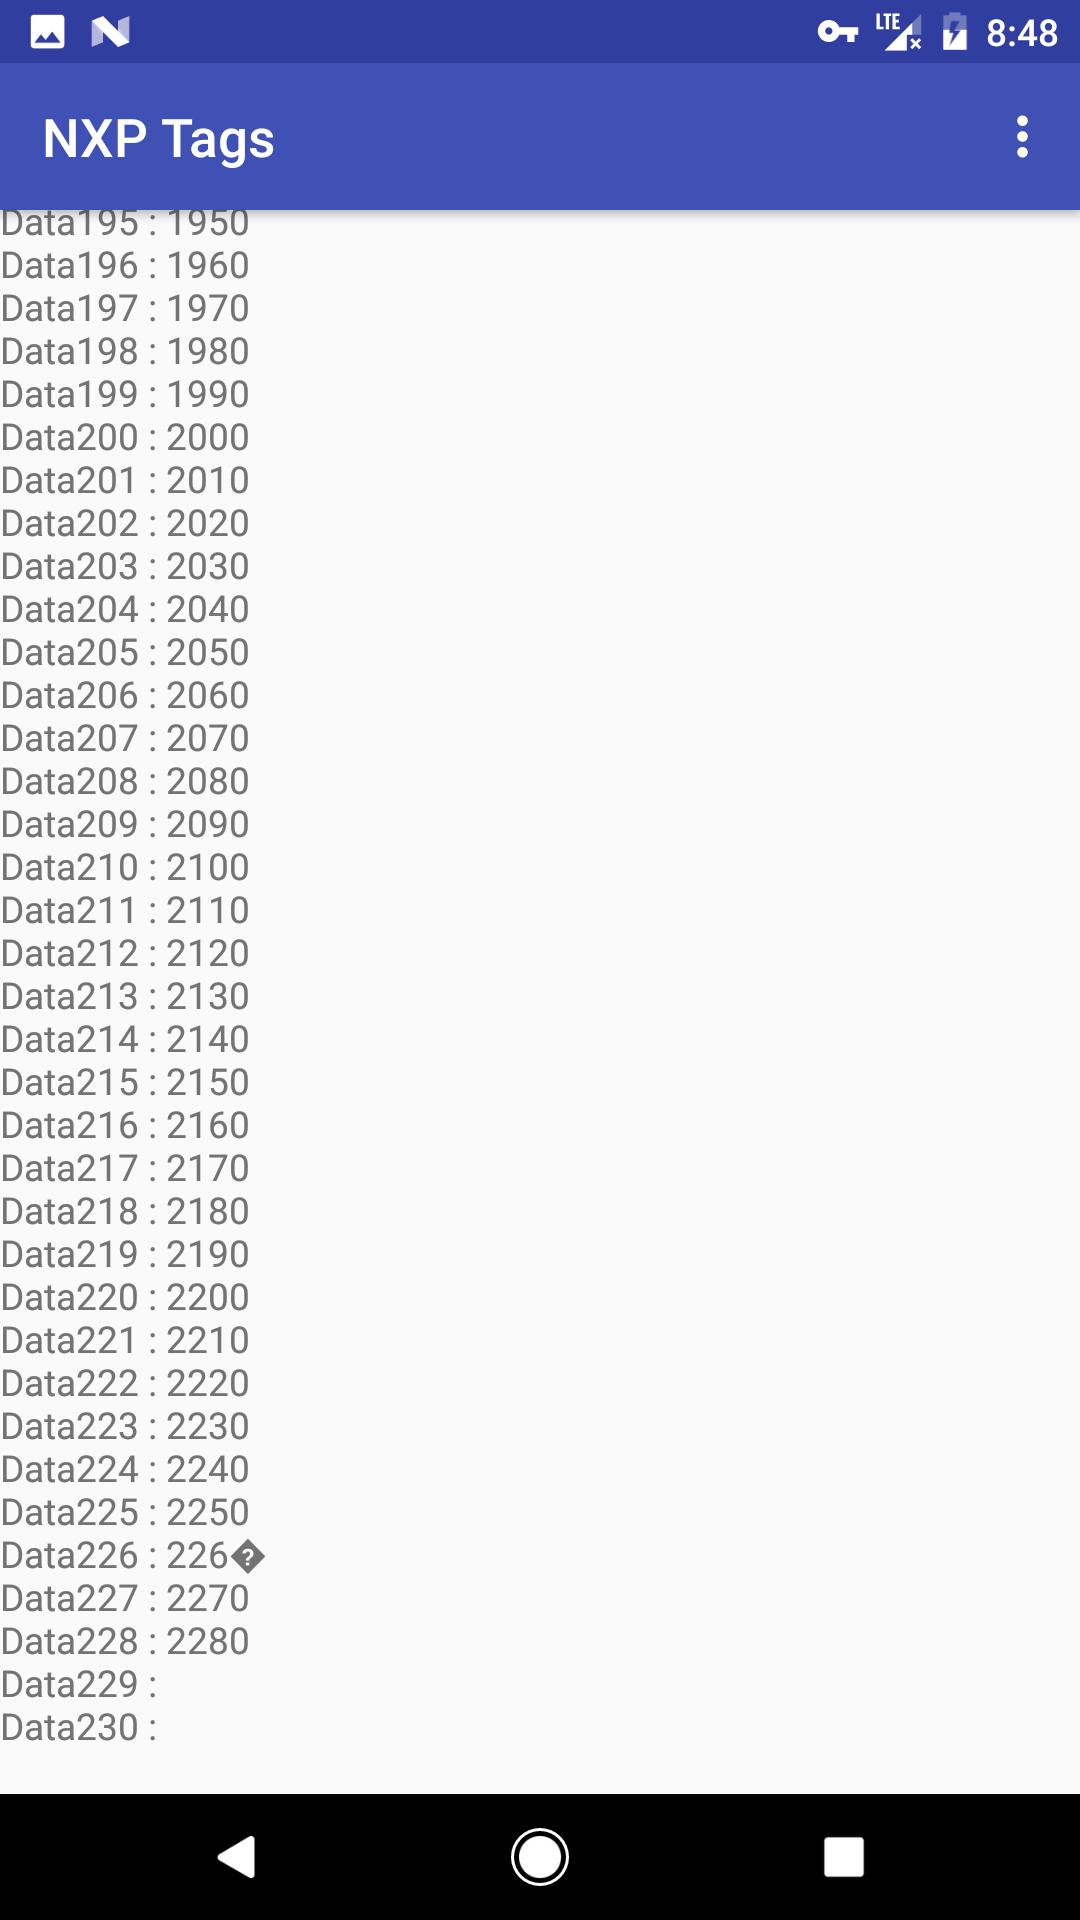 LTE 8:48
NXP Tags
Data195 : 1950
Data196 : 1960
Data197 : 1970
Data198 : 1980
Data199 : 1990
Data200 : 2000
Data201 : 2010
Data202 : 2020
Data203 : 2030
Data204 : 2040
Data205 : 2050
Data206 : 2060
Data207 : 2070
Data208 : 2080
Data209 : 2090
Data210 : 2100
Data211 : 2110
Data212 : 2120
Data213 : 2130
Data214 : 2140
Data215 : 2150
Data216 : 2160
Data217 : 2170
Data218 : 2180
Data219 : 2190
Data220 : 2200
Data221 : 2210
Data222 : 2220
Data223 : 2230
Data224 : 2240
Data225 : 2250
Data226 : 226�
Data227 : 2270
Data228 : 2280
Data229 :
Data230 :